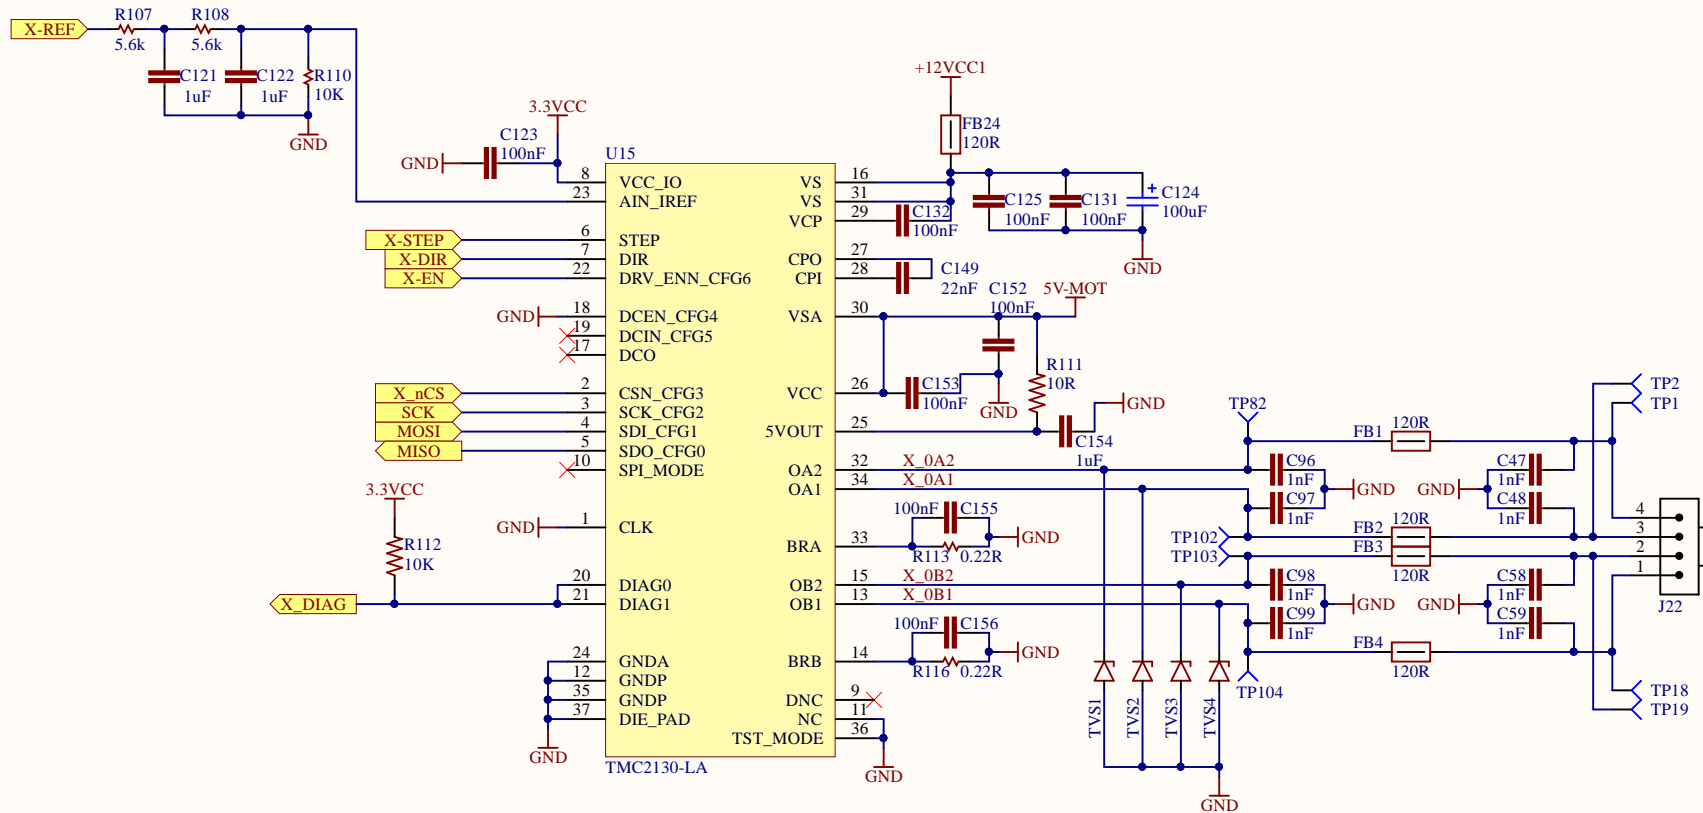 R107
R108
X-REF
5.6k
5.6k
C121
C122
R110
1uF
1uF
10K
GND
+12VCC1
3.3VCC
FB24
120R
C123
100nF
GND
U15
8
VCC_IO
VS
16
23
AIN_IREF
VS
31
VCP
29
C132
100nF
C125
100nF
C131
100nF
+
C124
100uF
X-STEP
6
STEP
X-DIR
7
DIR
CPO
27
X-EN
22
DRV_ENN_CFG6
CPI
28
C149
22nF
GND
C152
100nF
5V-MOT
GND
18
DCEN_CFG4
VSA
30
19
DCIN_CFG5
17
DCO
R111
10R
X_nCS
2
CSN_CFG3
VCC
26
C153
100nF
GND
GND
SCK
3
SCK_CFG2
MOSI
4
SDI_CFG1
5VOUT
25
MISO
5
SDO_CFG0
C154
1uF
10
SPI_MODE
OA2
32
X_0A2
OA1
34
X_0A1
TP82
FB1
120R
TP2
TP1
C96
1nF
GND
C97
1nF
C47
1nF
GND
C48
1nF
3.3VCC
GND
1
CLK
100nF
C155
GND
BRA
33
R113
0.22R
R112
10K
TP102
TP103
FB2
120R
FB3
120R
4
3
2
1
J22
20
DIAG0
OB2
15
X_0B2
X_DIAG
21
DIAG1
OB1
13
X_0B1
C98
1nF
GND
C99
1nF
C58
1nF
GND
C59
1nF
100nF
C156
GND
24
GNDA
BRB
14
R116
0.22R
FB4
120R
12
GNDP
35
GNDP
DNC
9
37
DIE_PAD
NC
11
TST_MODE
36
TP104
TP18
TP19
TVS1
TVS2
TVS3
TVS4
GND
TMC2130-LA
GND
GND